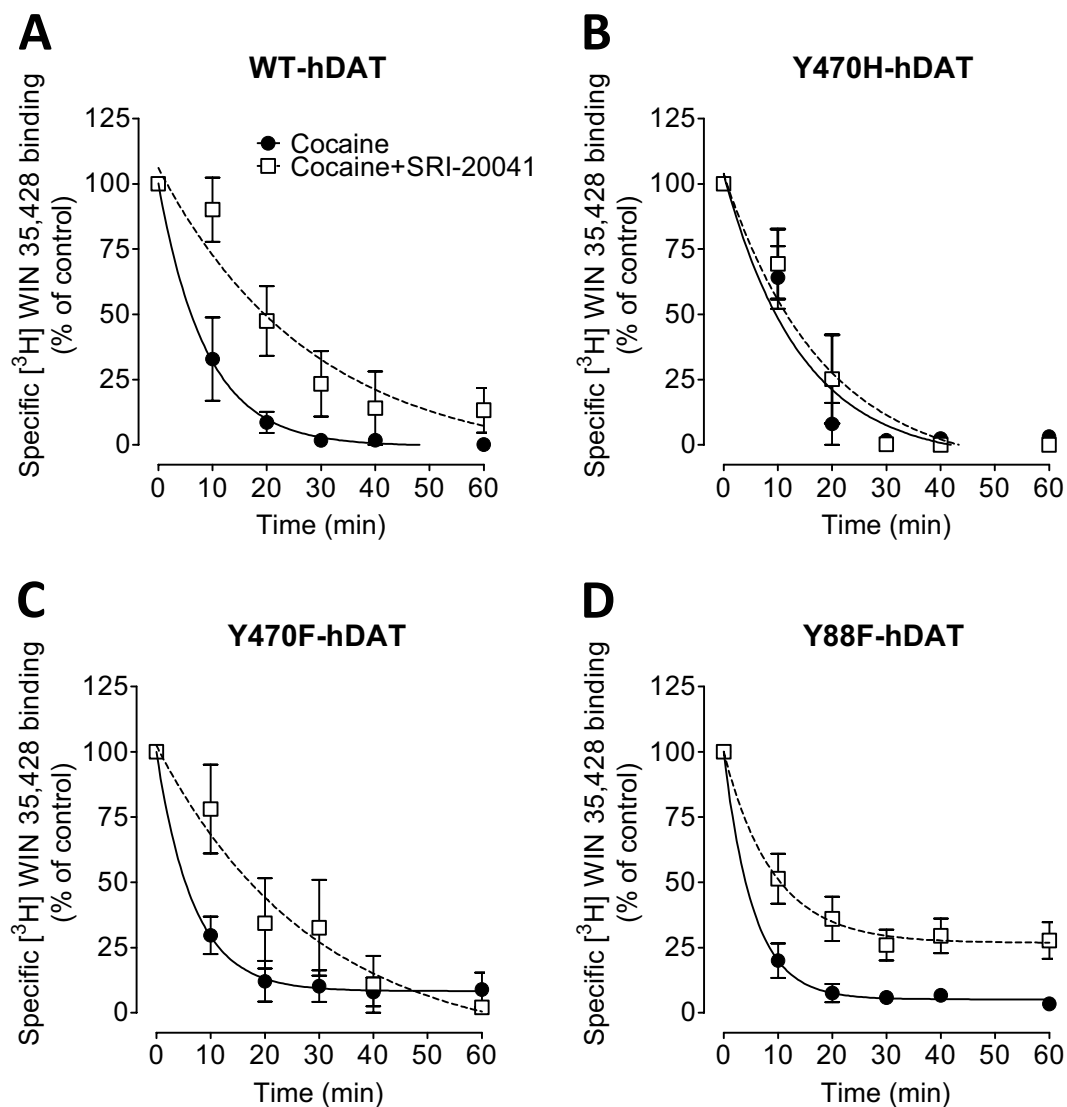 A
WT-hDAT
Specific [³H] WIN 35,428 binding
(% of control)
125
100
75
50
25
0
Cocaine
Cocaine+SRI-20041
0 10 20 30 40 50 60
Time (min)
B
Y470H-hDAT
Specific [³H] WIN 35,428 binding
(% of control)
125
100
75
50
25
0
0 10 20 30 40 50 60
Time (min)
C
Y470F-hDAT
Specific [³H] WIN 35,428 binding
(% of control)
125
100
75
50
25
0
0 10 20 30 40 50 60
Time (min)
D
Y88F-hDAT
Specific [³H] WIN 35,428 binding
(% of control)
125
100
75
50
25
0
0 10 20 30 40 50 60
Time (min)